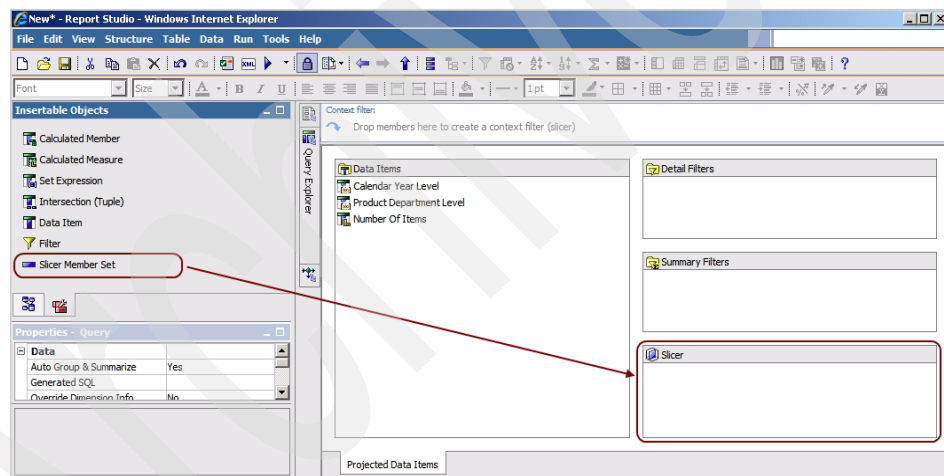 New* - Report Studio - Windows Internet Explorer
File Edit View Structure Table Data Run Tools Help
Font Size A B I U 1 pt
Insertable Objects
Calculated Member
Calculated Measure
Set Expression
Intersection (Tuple)
Data Item
Filter
Slicer Member Set
Properties - Query
Data
Auto Group & Summarize Yes
Generated SQL
Override Dimension Info No
Query Explorer
Context filter:
Drop members here to create a context filter (slicer)
Data Items
Calendar Year Level
Product Department Level
Number Of Items
Detail Filters
Summary Filters
Slicer
Projected Data Items